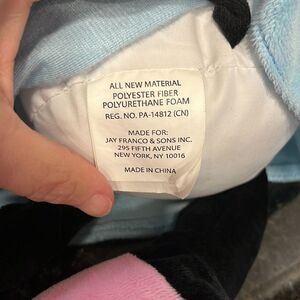 ALL NEW MATERIAL
POLYESTER FIBER
POLYURETHANE FOAM
REG. NO. PA-14812 (CN)
MADE FOR:
JAY FRANCO & SONS INC.
295 FIFTH AVENUE
NEW YORK, NY 10016
MADE IN CHINA